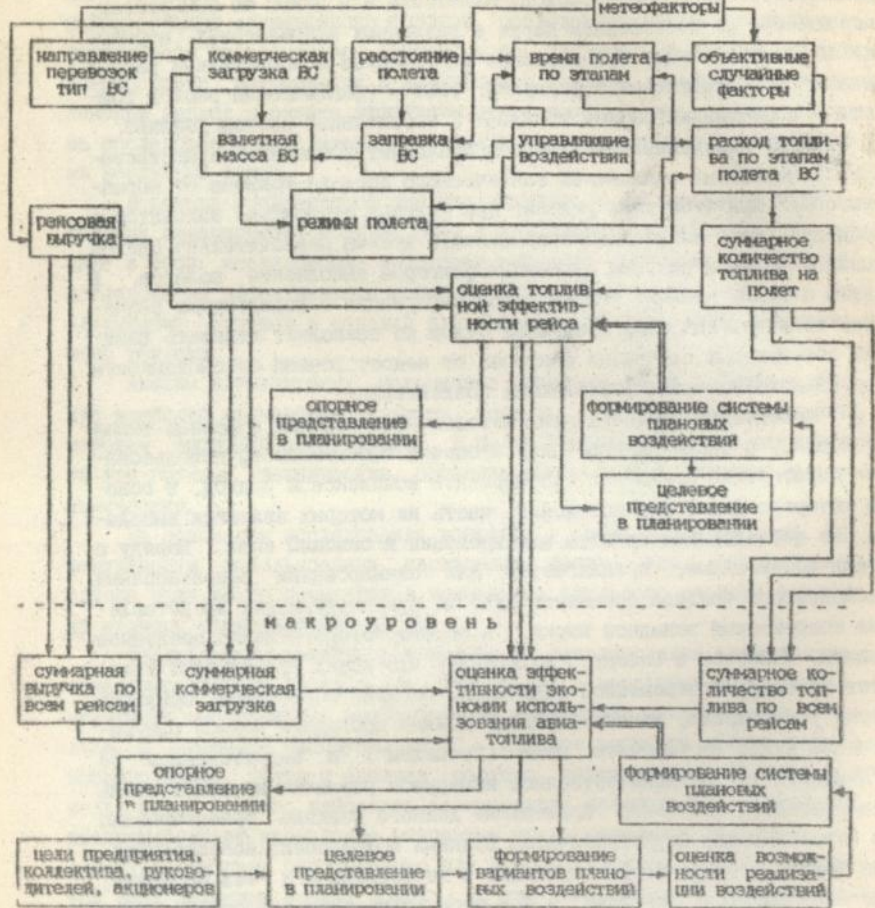 метеофакторы
направление
перевозок
тип ВС
коммерческая
загрузка ВС
расстояние
полета
время полета
по этапам
объективные
случайные
факторы
взлетная
масса ВС
заправка
ВС
управляющие
воздействия
расход топли-
ва по этапам
полета ВС
рейсовая
выручка
режимы полета
суммарное
количество
топлива на
полет
оценка топлив
ной эффектив-
ности рейса
опорное
представление
в планировании
формирование системы
плановых
воздействий
целевое
представление
в планировании
макроуровень
суммарная
выручка по
всем рейсам
суммарная
коммерческая
загрузка
оценка эффек-
тивности эко-
номии исполь-
зования авиа-
топлива
суммарное ко-
личество топ-
лива по всем
рейсам
опорное
представление
в планировании
формирование системы
плановых
воздействий
цели предприятия,
коллектива, руково-
дителей, акционеров
целевое
представление
в планировании
формирование
вариантов плано-
вых воздействий
оценка возмож-
ности реализа-
ции воздействий